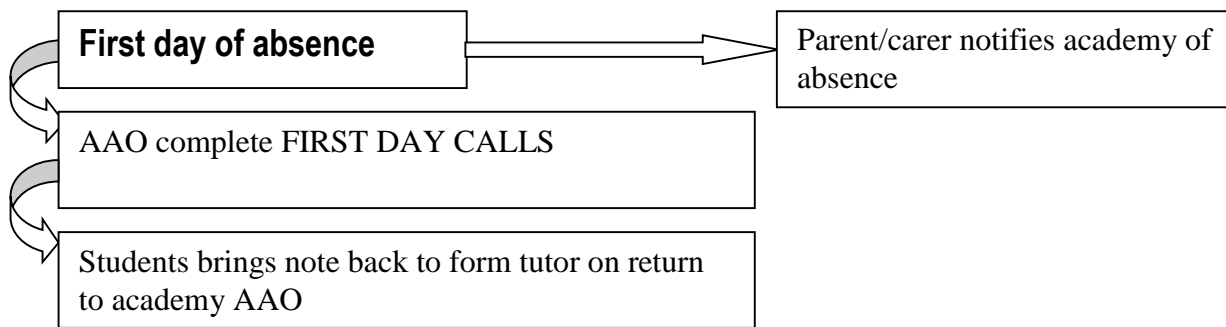 First day of absence
Parent/carer notifies academy of
absence
AAO complete FIRST DAY CALLS
Students brings note back to form tutor on return
to academy AAO